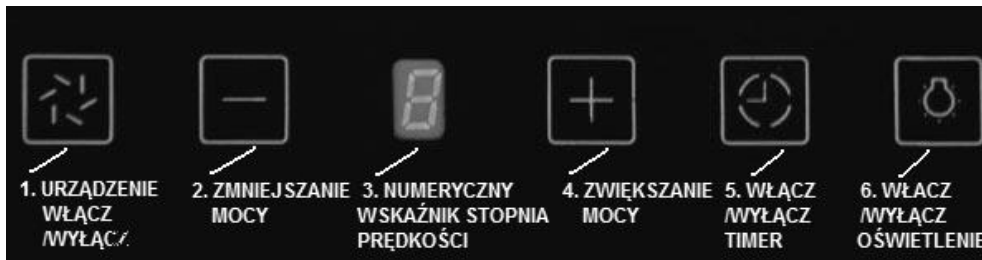 8
1. URZĄDZENIE
WŁĄCZ
/WYŁĄCZ
2. ZMNIEJSZANIE
MOCY
3. NUMERYCZNY
WSKAŹNIK STOPNIA
PRĘDKOŚCI
4. ZWIĘKSZANIE
MOCY
5. WŁĄCZ
/WYŁĄCZ
TIMER
6. WŁACZ
/WYŁĄCZ
OŚWIETLENIE